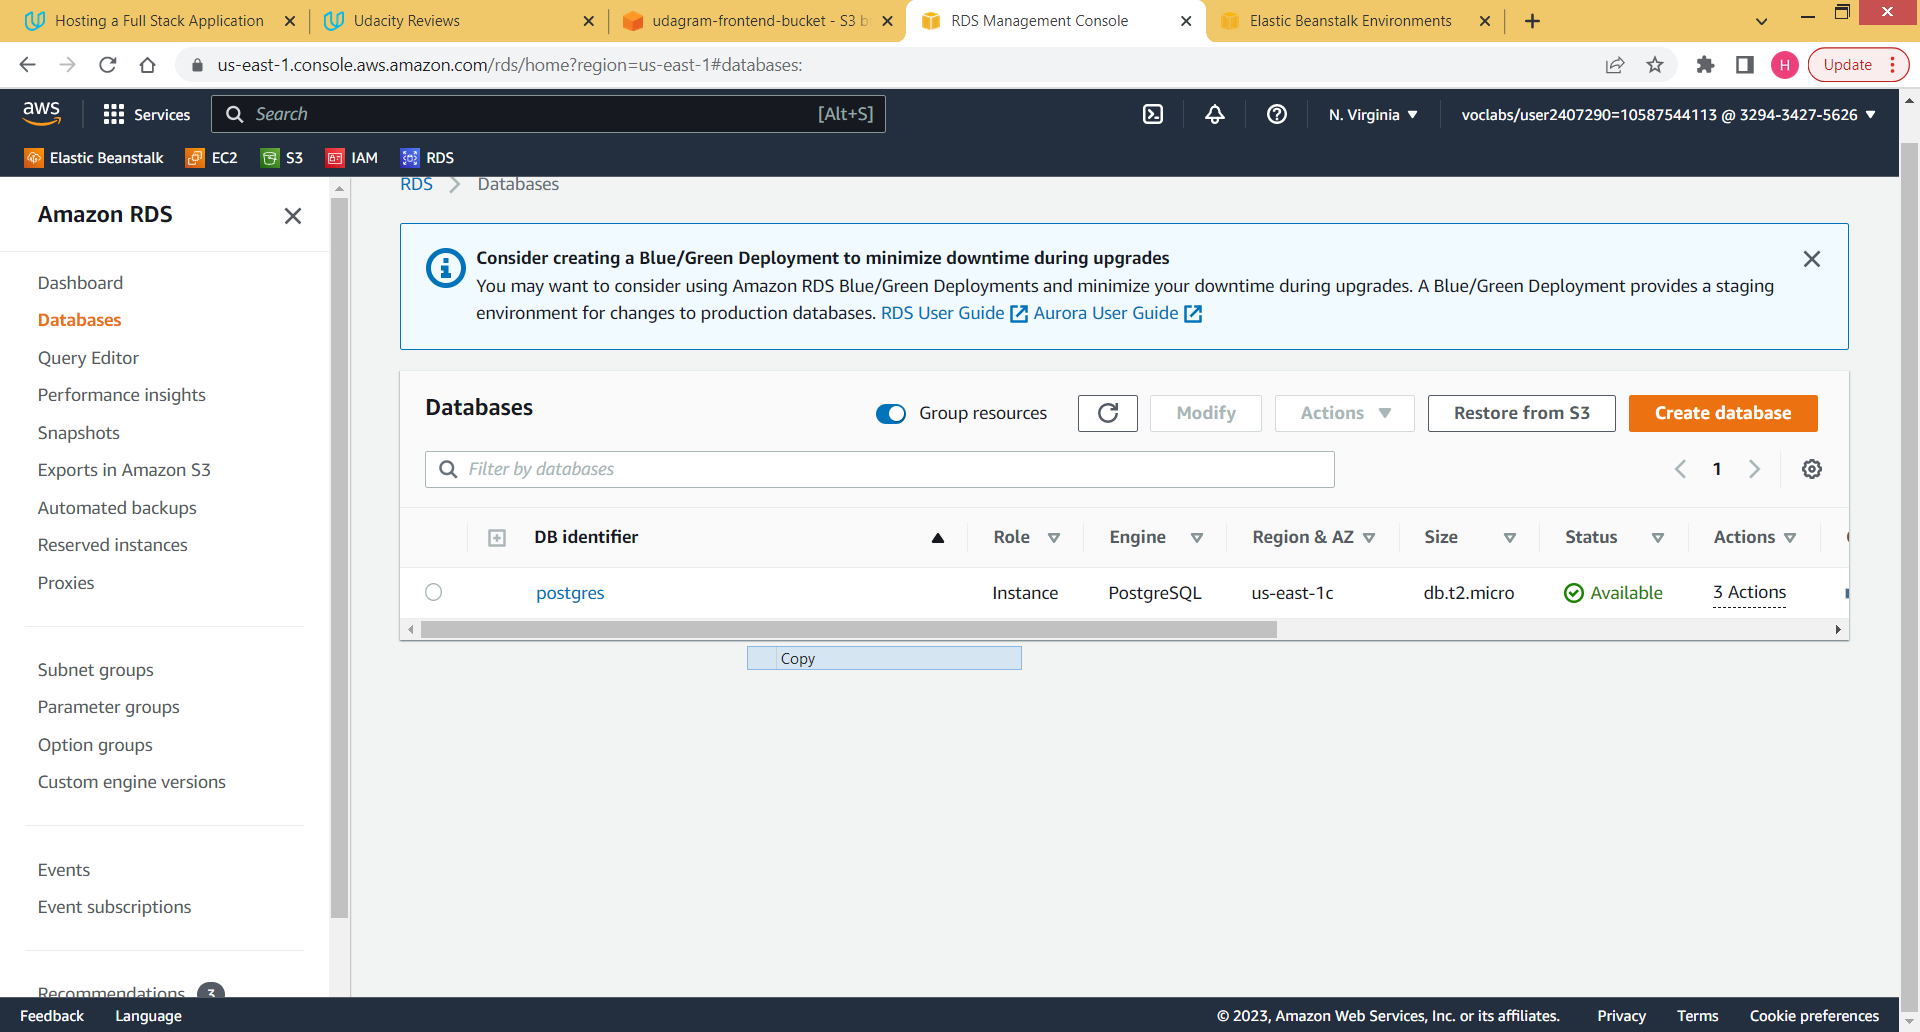 Hosting a Full Stack Application
Udacity Reviews
udagram-frontend-bucket - S3 b
RDS Management Console
Elastic Beanstalk Environments
us-east-1.console.aws.amazon.com/rds/home?region=us-east-1#databases:
H
Update
aws
Services
Search
[Alt+S]
N. Virginia
voclabs/user2407290=10587544113 @ 3294-3427-5626
Elastic Beanstalk
EC2
S3
IAM
RDS
Amazon RDS
Dashboard
Databases
Query Editor
Performance insights
Snapshots
Exports in Amazon S3
Automated backups
Reserved instances
Proxies
Subnet groups
Parameter groups
Option groups
Custom engine versions
Events
Event subscriptions
Recommendations 3
RDS > Databases
Consider creating a Blue/Green Deployment to minimize downtime during upgrades
You may want to consider using Amazon RDS Blue/Green Deployments and minimize your downtime during upgrades. A Blue/Green Deployment provides a staging
environment for changes to production databases. RDS User Guide Aurora User Guide
Databases
Group resources
Modify
Actions
Restore from S3
Create database
Filter by databases
1
DB identifier
Role
Engine
Region & AZ
Size
Status
Actions
postgres
Instance
PostgreSQL
us-east-1c
db.t2.micro
Available
3 Actions
Copy
Feedback
Language
© 2023, Amazon Web Services, Inc. or its affiliates.
Privacy
Terms
Cookie preferences